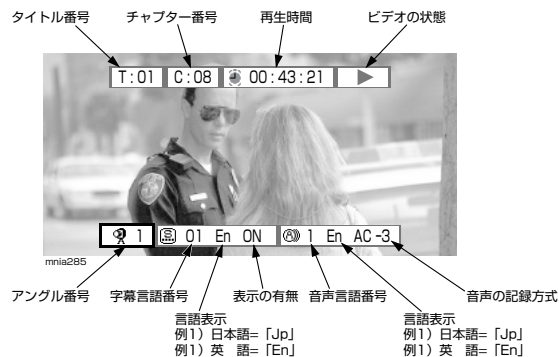 タイトル番号 チャプター番号 再生時間 ビデオの状態
T:01 C:08 00:43:21
1 01 En ON 1 En AC-3
mnia285
アングル番号 字幕言語番号 表示の有無 音声言語番号 音声の記録方式
言語表示 言語表示
例1）日本語=「Jp」 例1）日本語=「Jp」
例1）英 語=「En」 例1）英 語=「En」